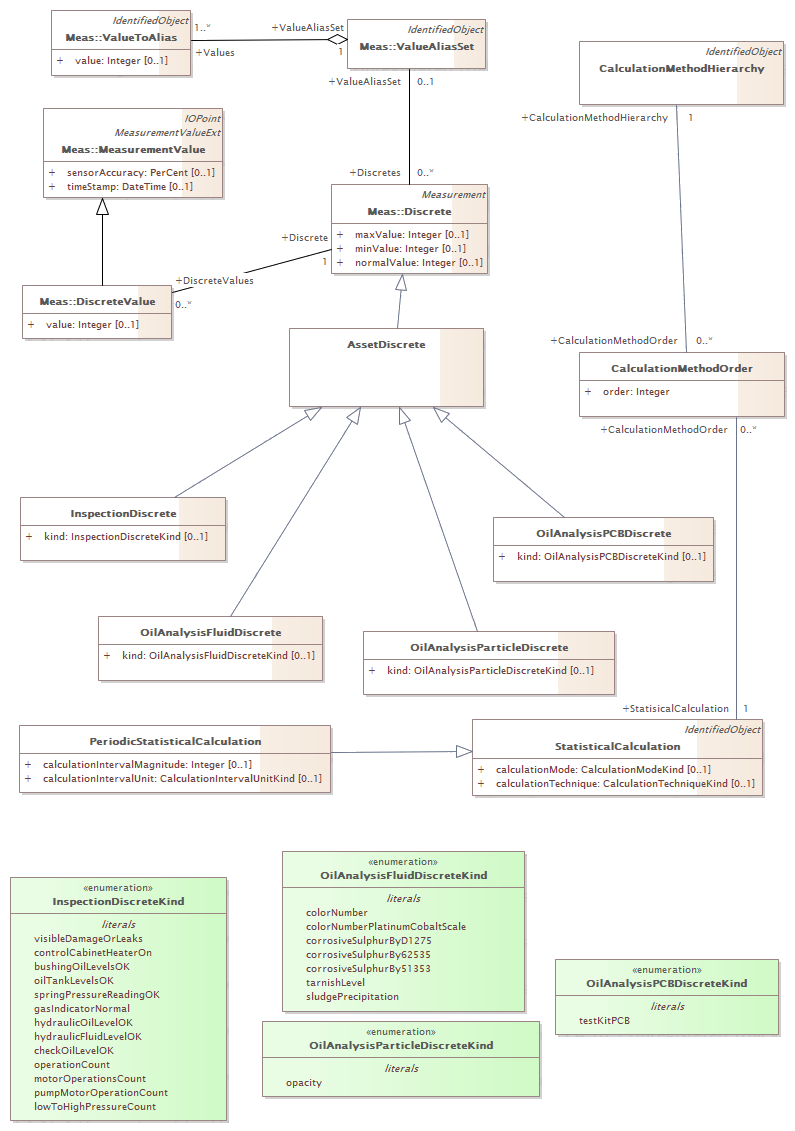 IdentifiedObject
Meas::ValueToAlias
+ value: Integer [0..1]
1..*
+Values
+ValueAliasSet
1
IdentifiedObject
Meas::ValueAliasSet
+ValueAliasSet
0..1
IdentifiedObject
CalculationMethodHierarchy
+CalculationMethodHierarchy
1
IOPoint
MeasurementValueExt
Meas::MeasurementValue
+ sensorAccuracy: PerCent [0..1]
+ timeStamp: DateTime [0..1]
+Discretes
0..*
Measurement
Meas::Discrete
+ maxValue: Integer [0..1]
+ minValue: Integer [0..1]
+ normalValue: Integer [0..1]
+Discrete
1
+DiscreteValues
0..*
Meas::DiscreteValue
+ value: Integer [0..1]
AssetDiscrete
+CalculationMethodOrder
0..*
CalculationMethodOrder
+ order: Integer
+CalculationMethodOrder
0..*
InspectionDiscrete
+ kind: InspectionDiscreteKind [0..1]
OilAnalysisPCBDiscrete
+ kind: OilAnalysisPCBDiscreteKind [0..1]
OilAnalysisFluidDiscrete
+ kind: OilAnalysisFluidDiscreteKind [0..1]
OilAnalysisParticleDiscrete
+ kind: OilAnalysisParticleDiscreteKind [0..1]
+StatisicalCalculation
1
PeriodicStatisticalCalculation
+ calculationIntervalMagnitude: Integer [0..1]
+ calculationIntervalUnit: CalculationIntervalUnitKind [0..1]
IdentifiedObject
StatisticalCalculation
+ calculationMode: CalculationModeKind [0..1]
+ calculationTechnique: CalculationTechniqueKind [0..1]
«enumeration»
InspectionDiscreteKind
literals
visibleDamageOrLeaks
controlCabinetHeaterOn
bushingOilLevelsOK
oilTankLevelsOK
springPressureReadingOK
gasIndicatorNormal
hydraulicOilLevelOK
hydraulicFluidLevelOK
checkOilLevelOK
operationCount
motorOperationsCount
pumpMotorOperationCount
lowToHighPressureCount
«enumeration»
OilAnalysisFluidDiscreteKind
literals
colorNumber
colorNumberPlatinumCobaltScale
corrosiveSulphurByD1275
corrosiveSulphurBy62535
corrosiveSulphurBy51353
tarnishLevel
sludgePrecipitation
«enumeration»
OilAnalysisParticleDiscreteKind
literals
opacity
«enumeration»
OilAnalysisPCBDiscreteKind
literals
testKitPCB